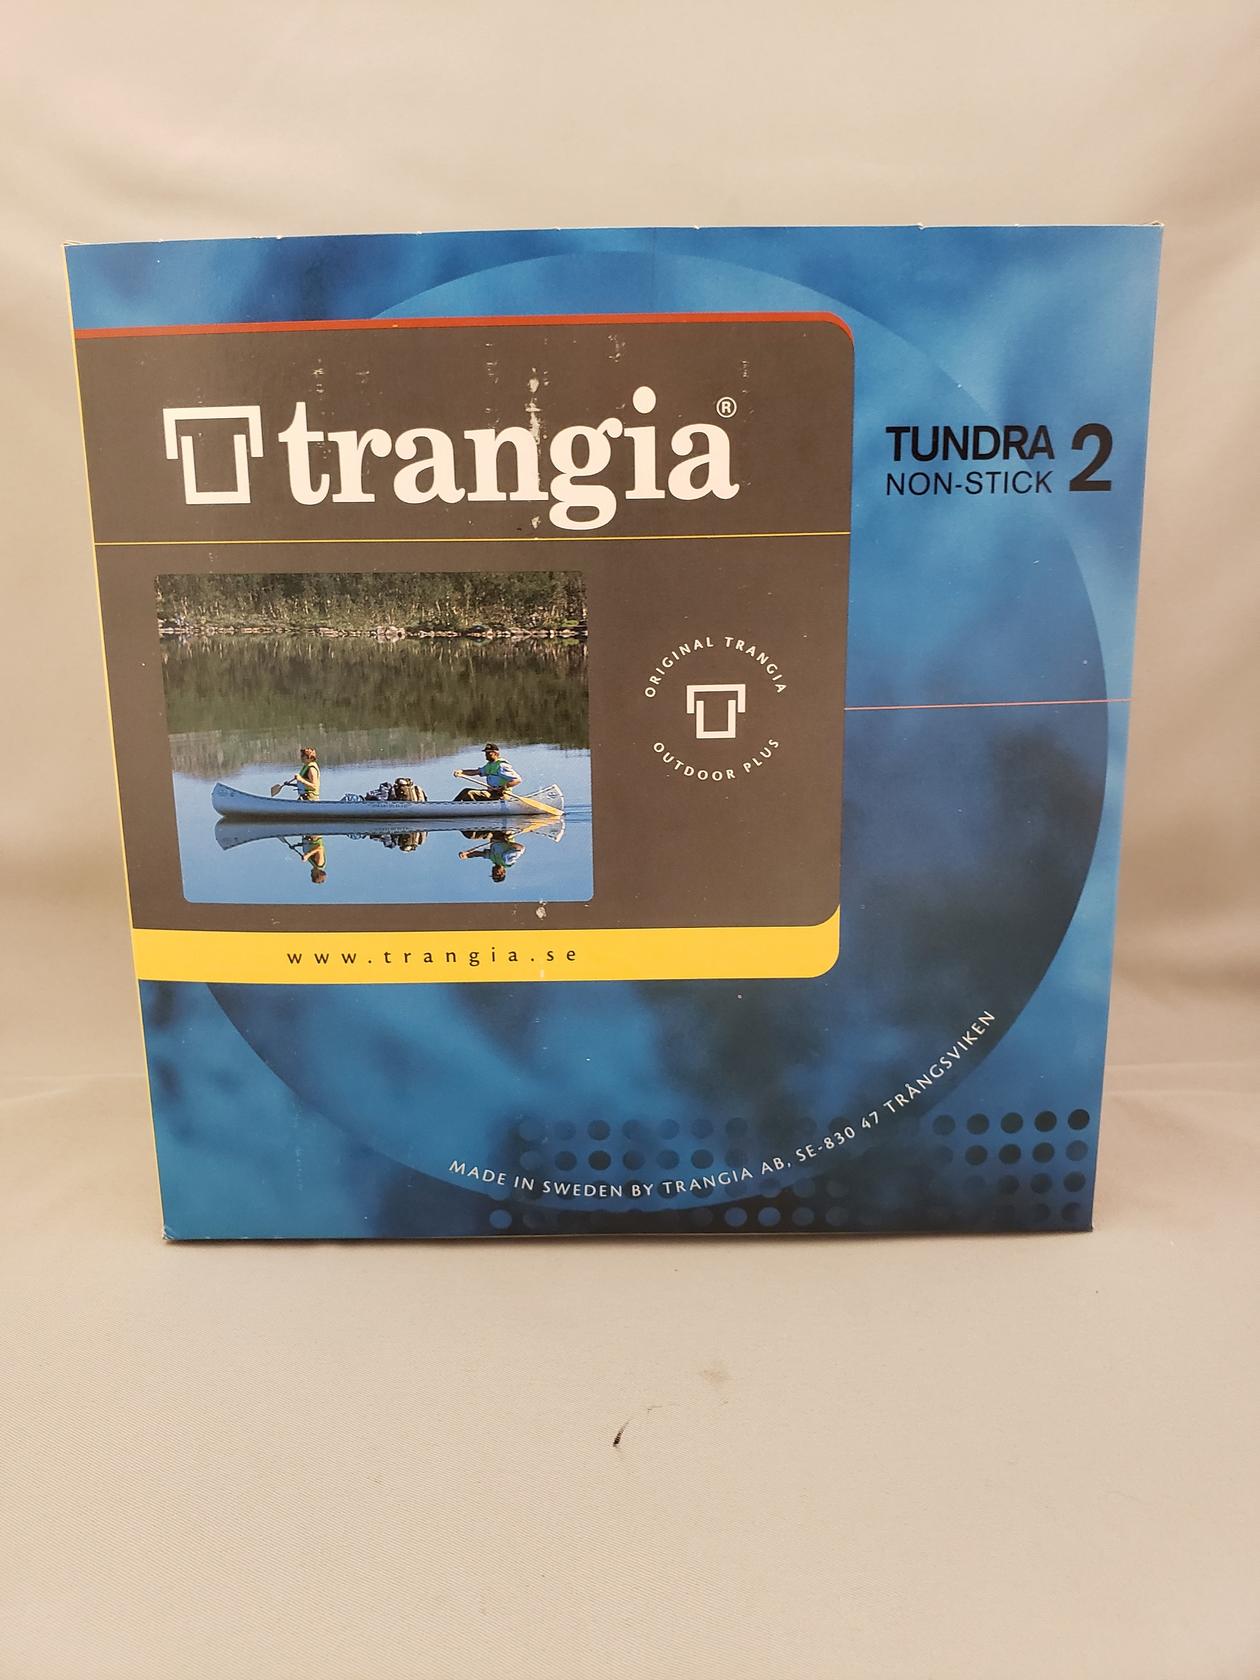 trangia®
TUNDRA 2
NON-STICK
ORIGINAL TRANGIA
OUTDOOR PLUS
www.trangia.se
MADE IN SWEDEN BY TRANGIA AB, SE-830 47 TRÅNGSVIKEN